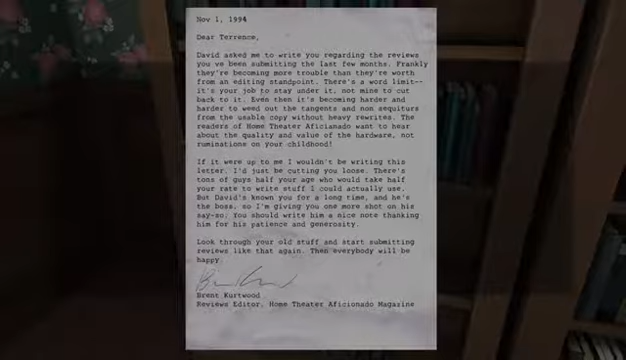 Nov 1, 1994
Dear Terrence,
David asked me to write you regarding the reviews
you've been submitting the last few months. Frankly
they're becoming more trouble than they're worth
from an editing standpoint. There's a word limit--
it's your job to stay under it, not mine to cut
back to it. Even then it's becoming harder and
harder to weed out the tangents and non sequiturs
from the usable copy without heavy rewrites. The
readers of Home Theater Aficianado want to hear
about the quality and value of the hardware, not
ruminations on your childhood!
If it were up to me I wouldn't be writing this
letter, I'd just be cutting you loose. There's
tons of guys half your age who would take half
your rate to write stuff I could actually use.
But David's known you for a long time, and he's
the boss, so I'm giving you one more shot on his
say-so. You should write him a nice note thanking
him for his patience and generosity.
Look through your old stuff and start submitting
reviews like that again. Then everybody will be
happy.
Brent Kurtwood
Reviews Editor, Home Theater Aficionado Magazine